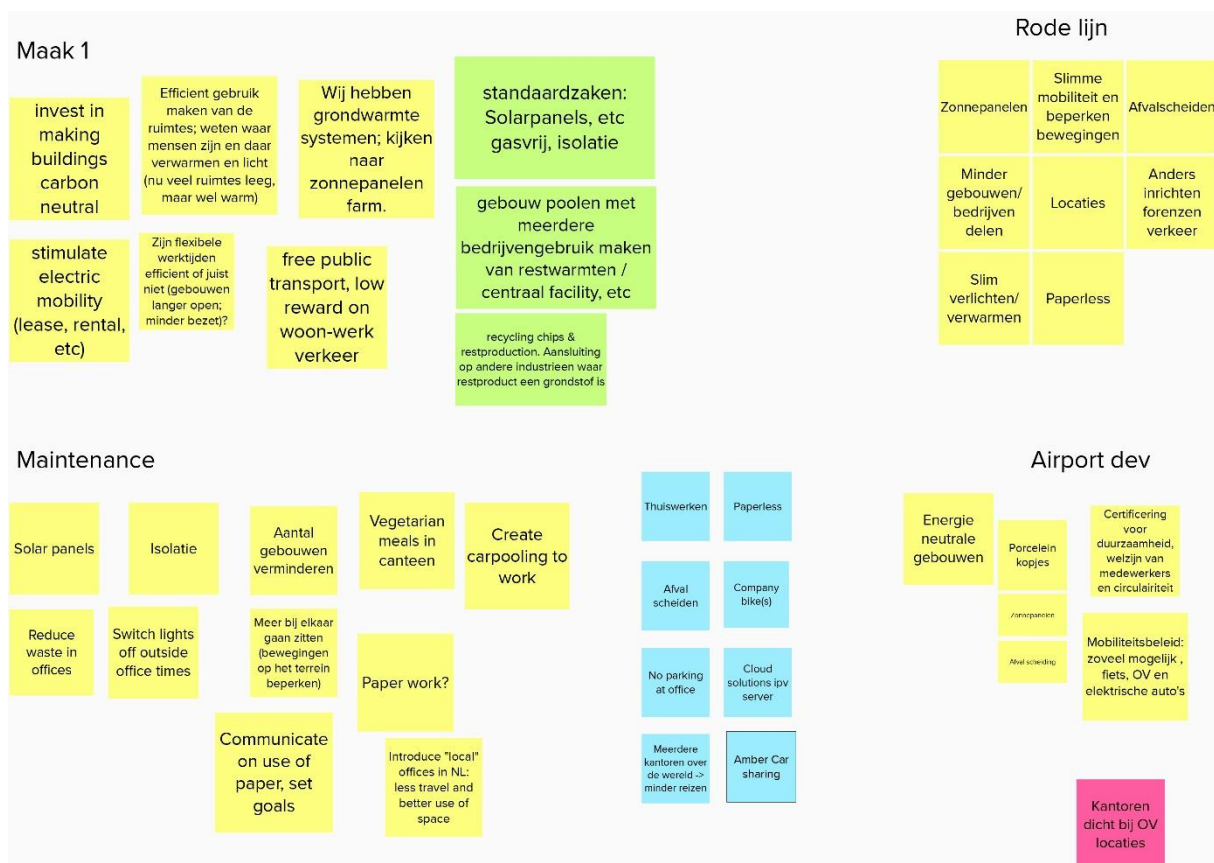 Maak 1
invest in
making
buildings
carbon
neutral
Efficient gebruik
maken van de
ruimtes; weten waar
mensen zijn en daar
verwarmen en licht
(nu veel ruimtes leeg,
maar wel warm)
Wij hebben
grondwarmte
systemen; kijken
naar
zonnepanelen
farm.
standaardzaken:
Solarpanels, etc
gasvrij, isolatie
stimulate
electric
mobility
(lease, rental,
etc)
Zijn flexibele
werktijden
efficient of juist
niet (gebouwen
langer open;
minder bezet)?
free public
transport, low
reward on
woon-werk
verkeer
gebouw poolen met
meerdere
bedrijvengebruik maken
van restwarmten /
centraal facility, etc
recycling chips &
restproduction. Aansluiting
op andere industrieen waar
restproduct een grondstof is
Rode lijn
Zonnepanelen
Slimme
mobiliteit en
beperken
bewegingen
Afvalscheiden
Minder
gebouwen/
bedrijven
delen
Locaties
Anders
inrichten
forenzen
verkeer
Slim
verlichten/
verwarmen
Paperless
Maintenance
Solar panels
Isolatie
Aantal
gebouwen
verminderen
Vegetarian
meals in
canteen
Create
carpooling to
work
Reduce
waste in
offices
Switch lights
off outside
office times
Meer bij elkaar
gaan zitten
(bewegingen
op het terrein
beperken)
Paper work?
Communicate
on use of
paper, set
goals
Introduce "local"
offices in NL:
less travel and
better use of
space
Thuiswerken
Paperless
Afval
scheiden
Company
bike(s)
No parking
at office
Cloud
solutions ipv
server
Meerdere
kantoren over
de wereld ->
minder reizen
Amber Car
sharing
Airport dev
Energie
neutrale
gebouwen
Porcelein
kopjes
Zonnepanelen
Afval scheiding
Certificering
voor
duurzaamheid,
welzijn van
medewerkers
en circulairiteit
Mobiliteitsbeleid:
zoveel mogelijk ,
fiets, OV en
elektrische auto's
Kantoren
dicht bij OV
locaties